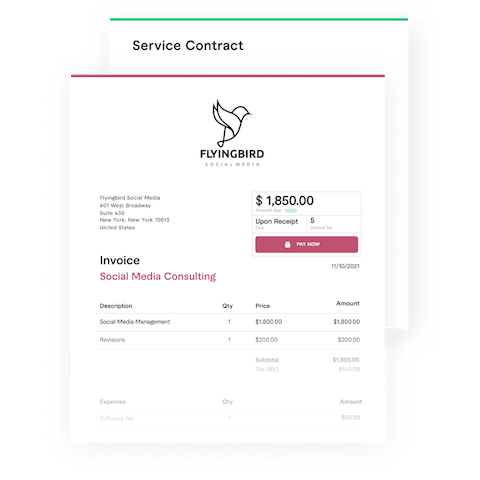 Service Contract
FLYINGBIRD
SOCIAL MEDIA
Flyingbird Social Media
401 West Broadway
Suite 430
New York, New York 10013
United States
$ 1,850.00
Amount due
Upon Receipt
Due
5
Invoice No
PAY NOW
Invoice
11/10/2021
Social Media Consulting
Description Qty Price Amount
Social Media Management 1 $1,800.00 $1,800.00
Revisions 1 $200.00 $200.00
Subtotal $1,800.00
Tax (8%) $140.00
Expenses Qty Amount
Software fee 1 $50.00